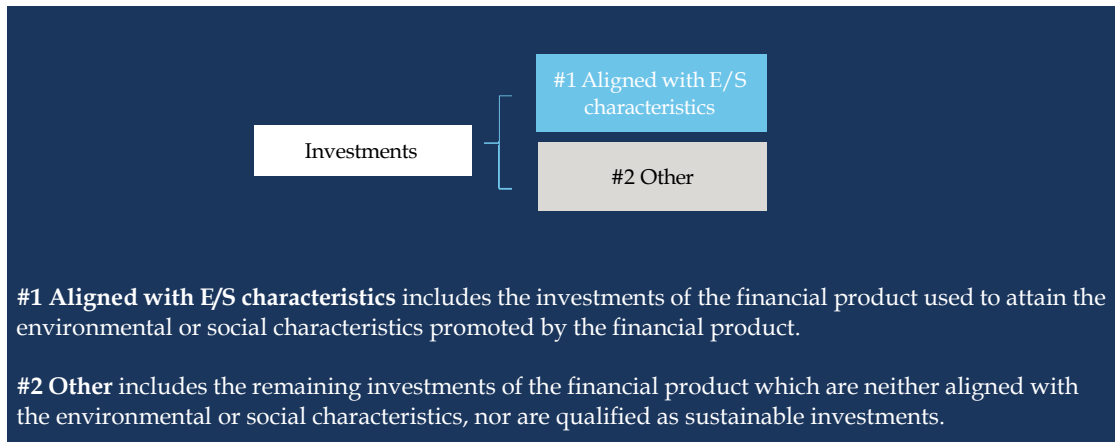 #1 Aligned with E/S
characteristics
Investments
#2 Other
#1 Aligned with E/S characteristics includes the investments of the financial product used to attain the
environmental or social characteristics promoted by the financial product.
#2 Other includes the remaining investments of the financial product which are neither aligned with
the environmental or social characteristics, nor are qualified as sustainable investments.